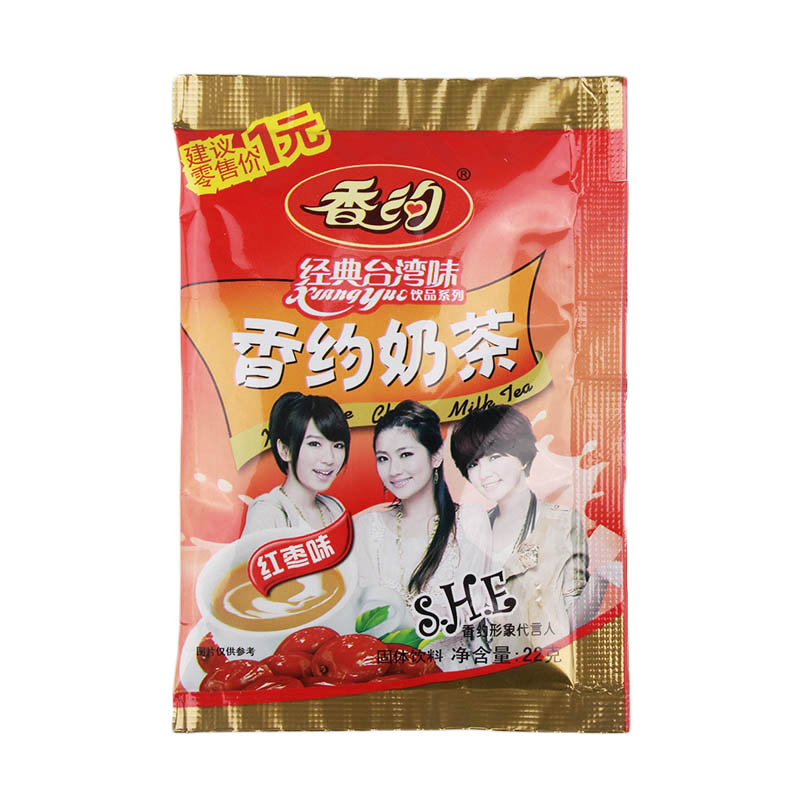 建议
零售价1元
香约®
经典台湾味
XiangYue 饮品系列
香约奶茶
Milk Tea
红枣味
S.H.E
香约形象代言人
图片仅供参考
固体饮料 净含量:22克